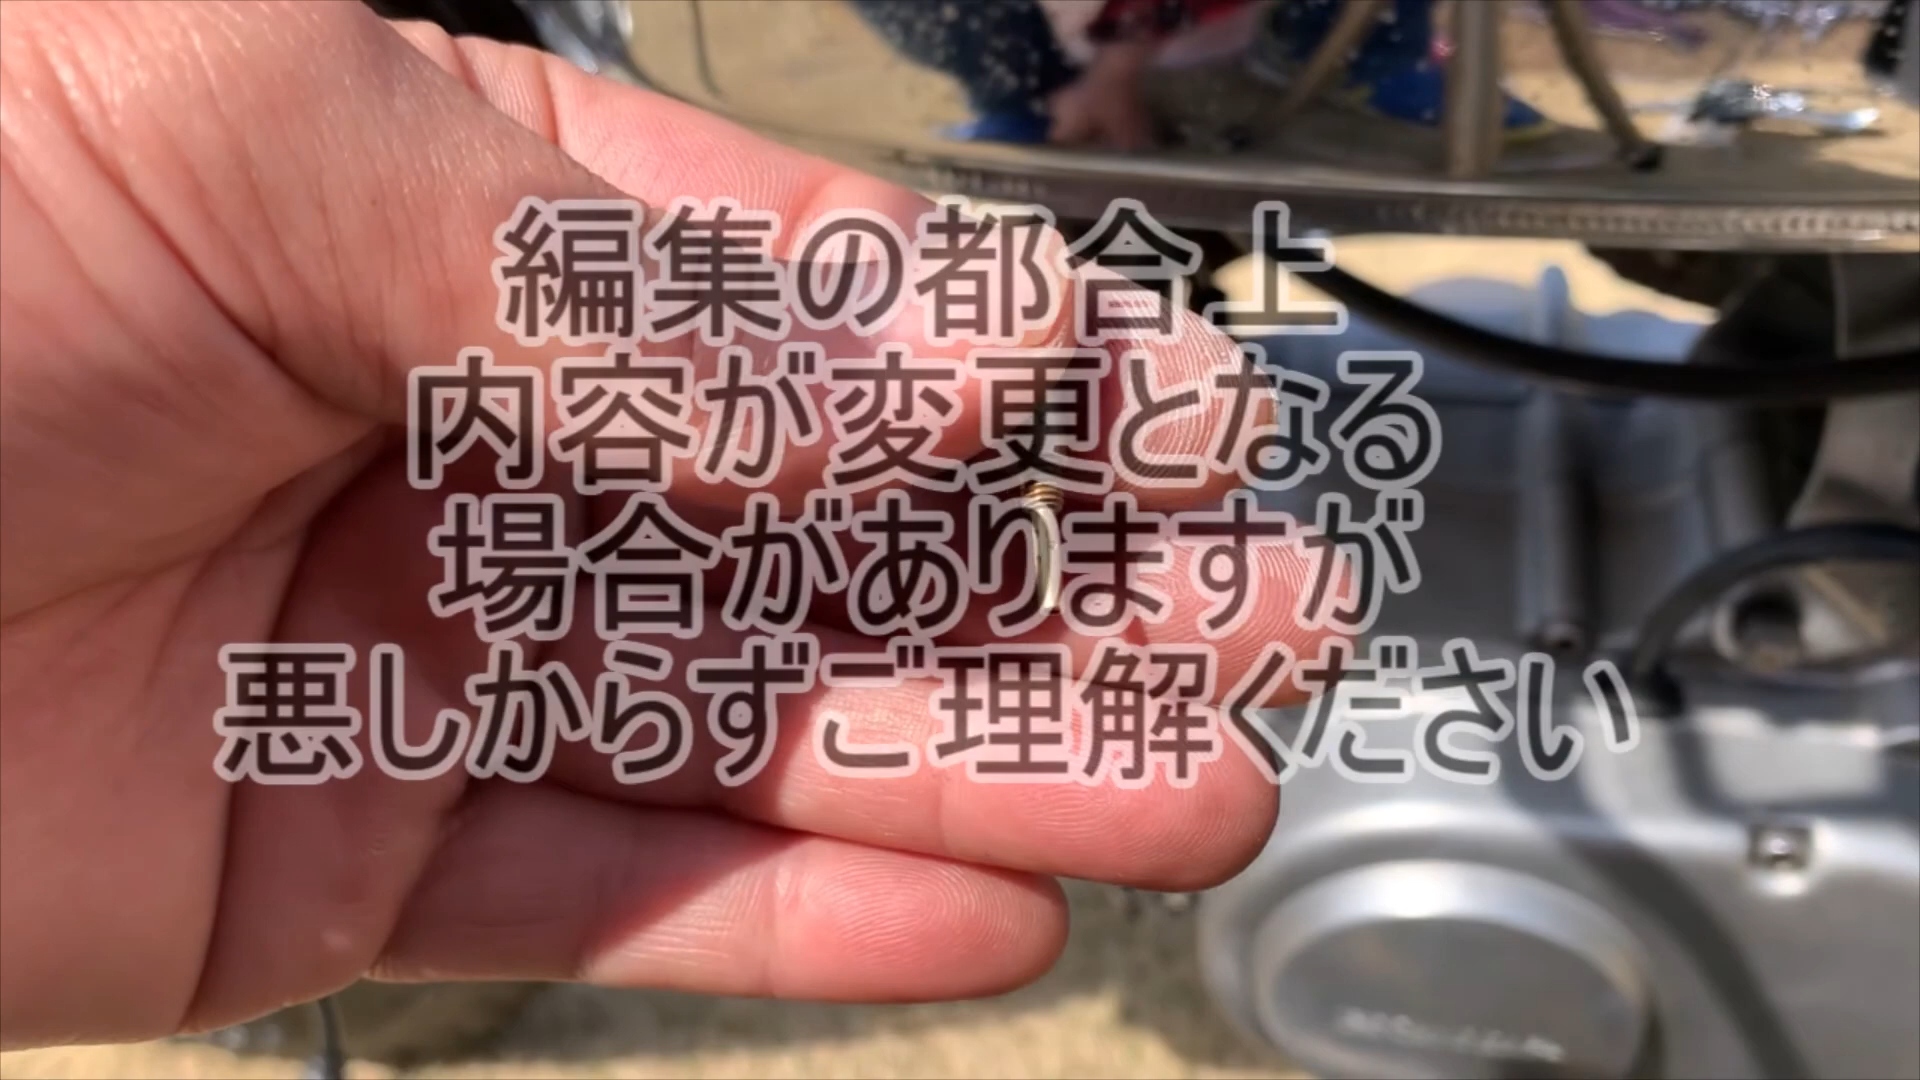 編集の都合上
内容が変更となる
場合がありますが
悪しからずご理解ください